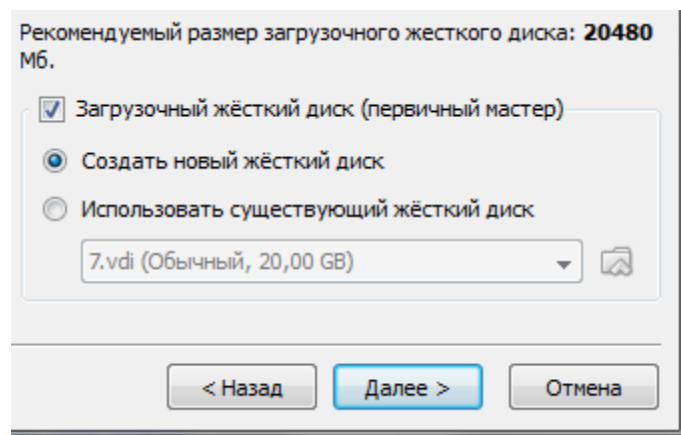 Рекомендуемый размер загрузочного жесткого диска: 20480
Мб.
Загрузочный жёсткий диск (первичный мастер)
Создать новый жёсткий диск
Использовать существующий жёсткий диск
7.vdi (Обычный, 20,00 GB)
< Назад
Далее >
Отмена